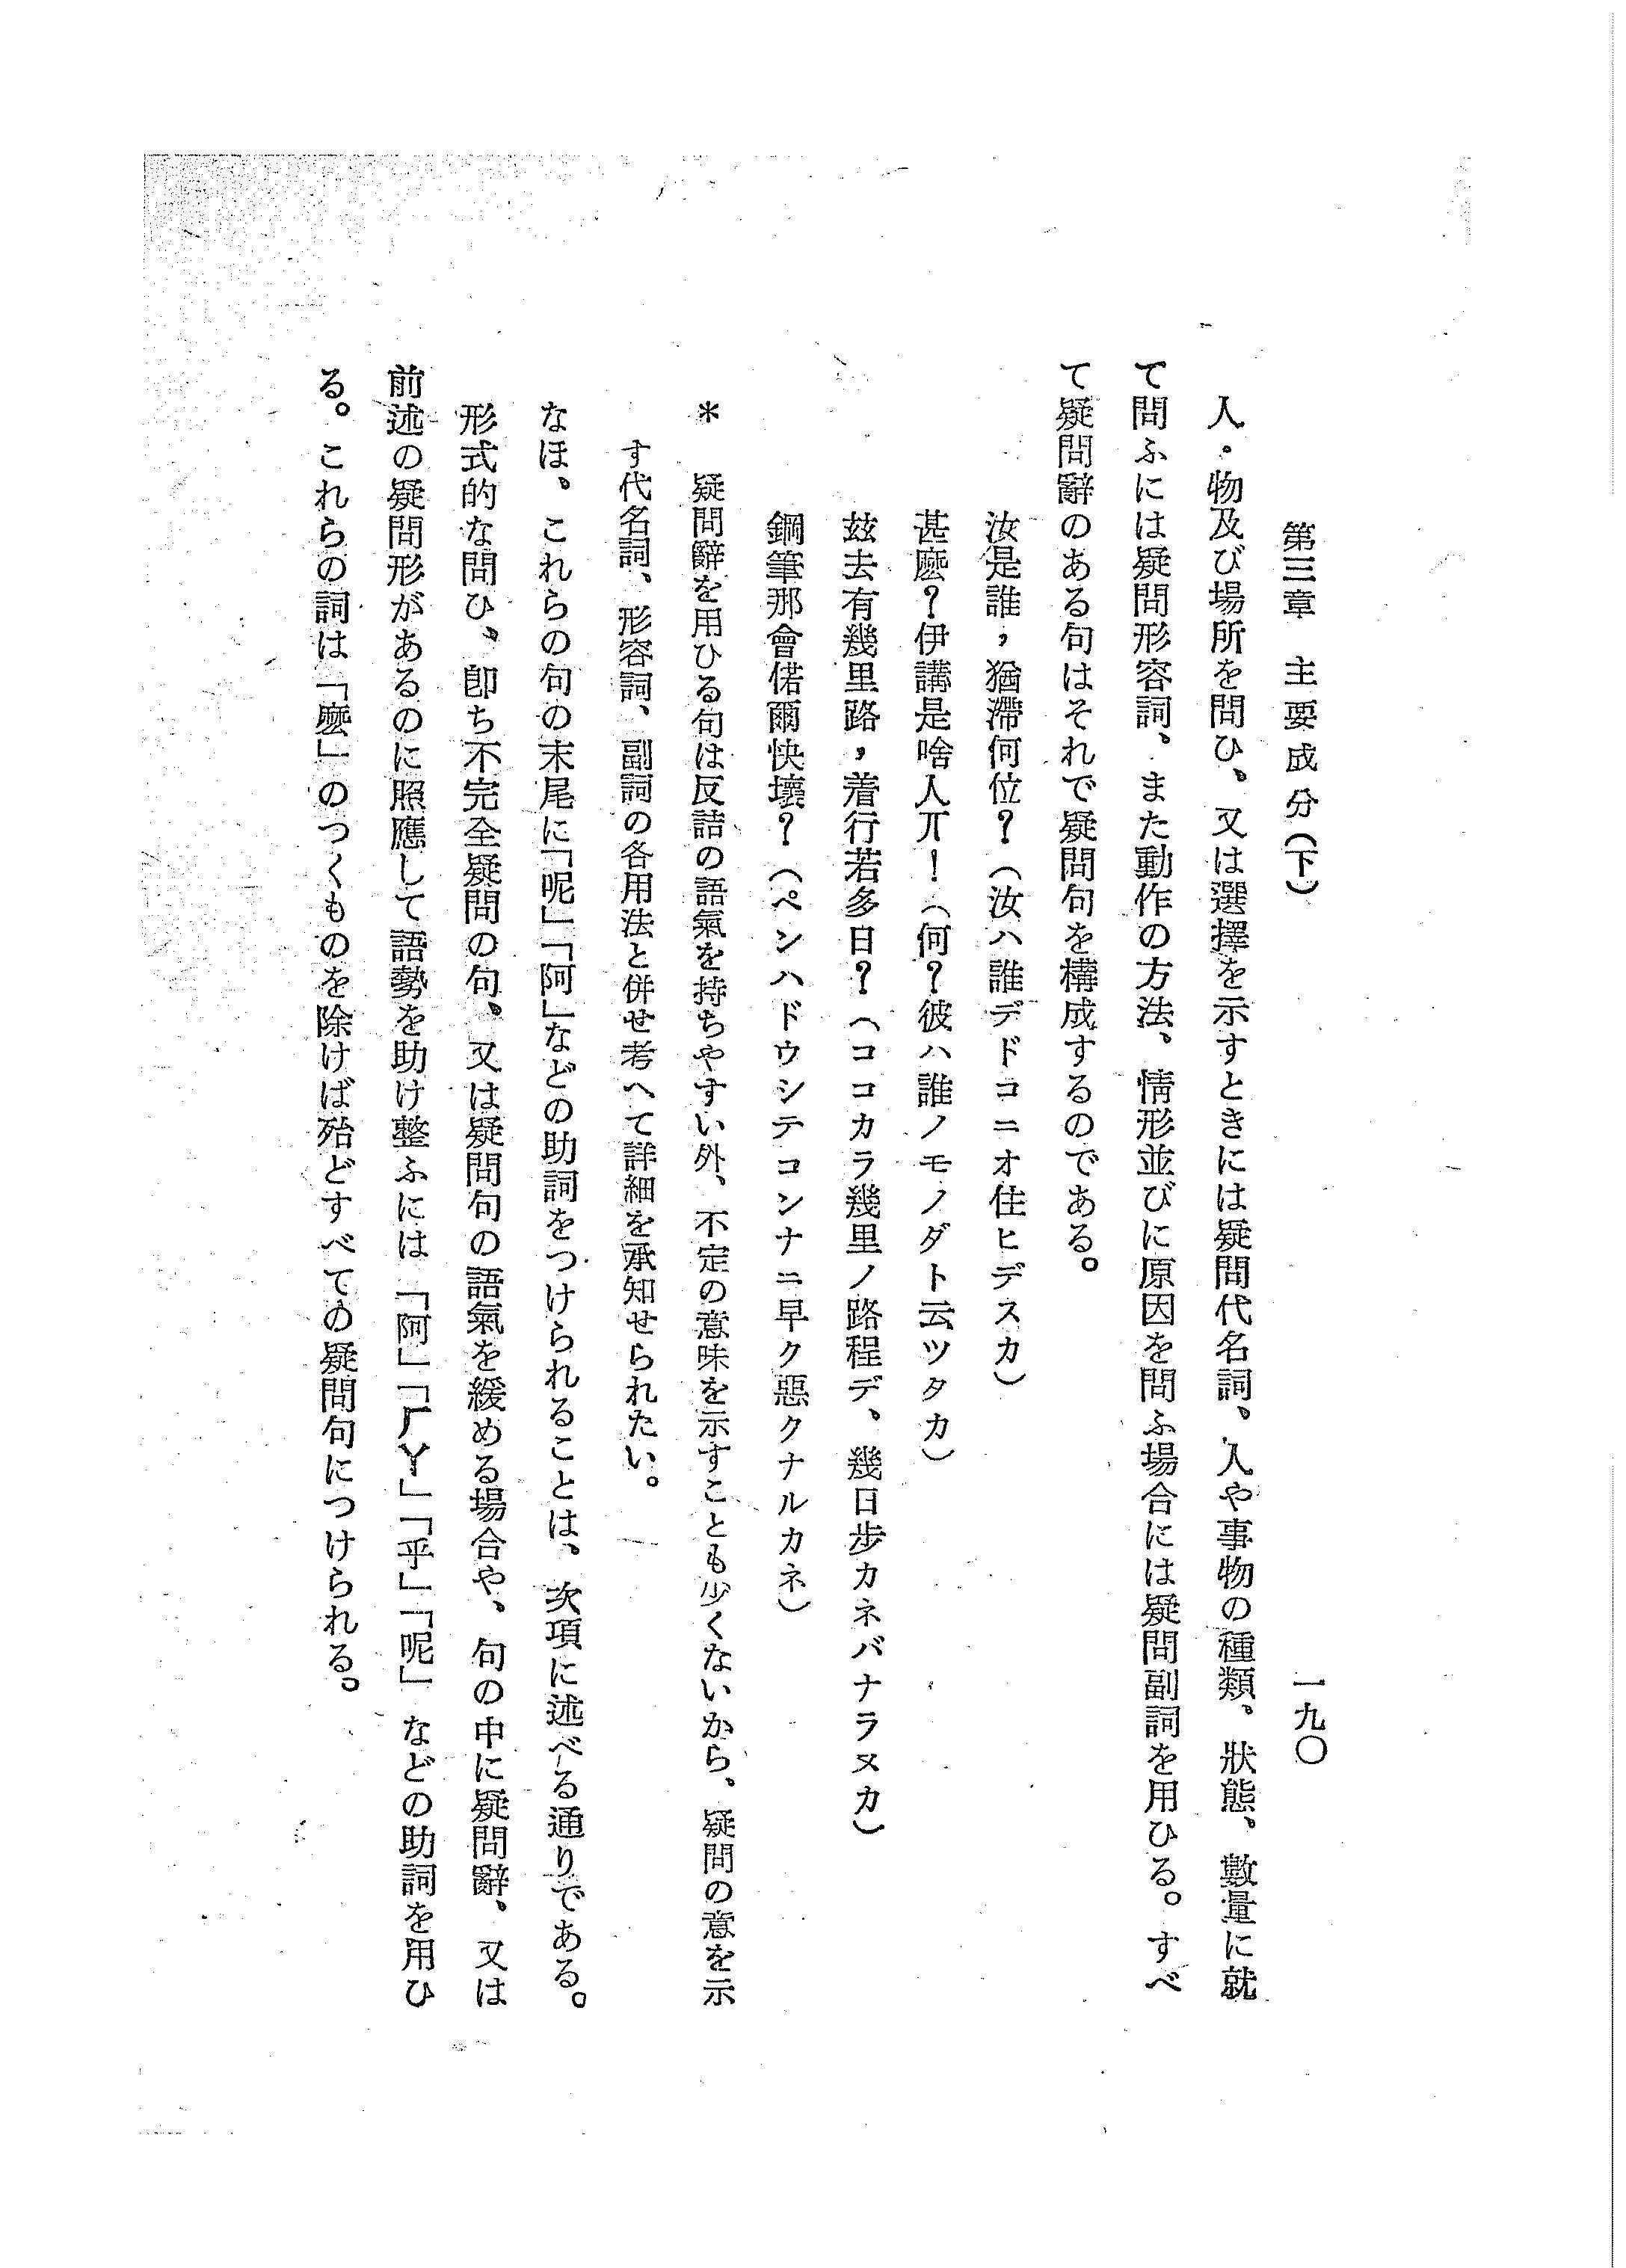 第三章　主要成分(下)　一九〇
人・物及び場所を問ひ、又は選擇を示すときには疑問代名詞、人や事物の種類、狀態、數量に就
て問ふには疑問形容詞、また動作の方法、情形並びに原因を問ふ場合には疑問副詞を用ひる。すべ
て疑問辭のある句はそれで疑問句を構成するのである。
汝是誰，猶滯何位？（汝ハ誰デドコニオ住ヒデスカ）
甚麽？伊講是啥人丌！（何？彼ハ誰ノモノダト云ツタカ）
玆去有幾里路，着行若多日？（ココカラ幾里ノ路程デ、幾日步カネバナラヌカ）
鋼筆那會偌爾快壞？（ペンハドウシテコンナニ早ク惡クナルカネ）
＊　疑問辭を用ひる句は反詰の語氣を持ちやすい外、不定の意味を示すことも少くないから、疑問の意を示
す代名詞、形容詞、副詞の各用法と併せ考へて詳細を承知せられたい。
なほ、これらの句の末尾に「呢」「阿」などの助詞をつけられることは、次項に述べる通りである。
形式的な問ひ、卽ち不完全疑問の句、又は疑問句の語氣を緩める場合や、句の中に疑問辭、又は
前述の疑問形があるのに照應して語勢を助け整ふには「阿」「ㄏㄚ」「乎」「呢」などの助詞を用ひ
る。これらの詞は「麽」のつくものを除けば殆どすべての疑問句につけられる。